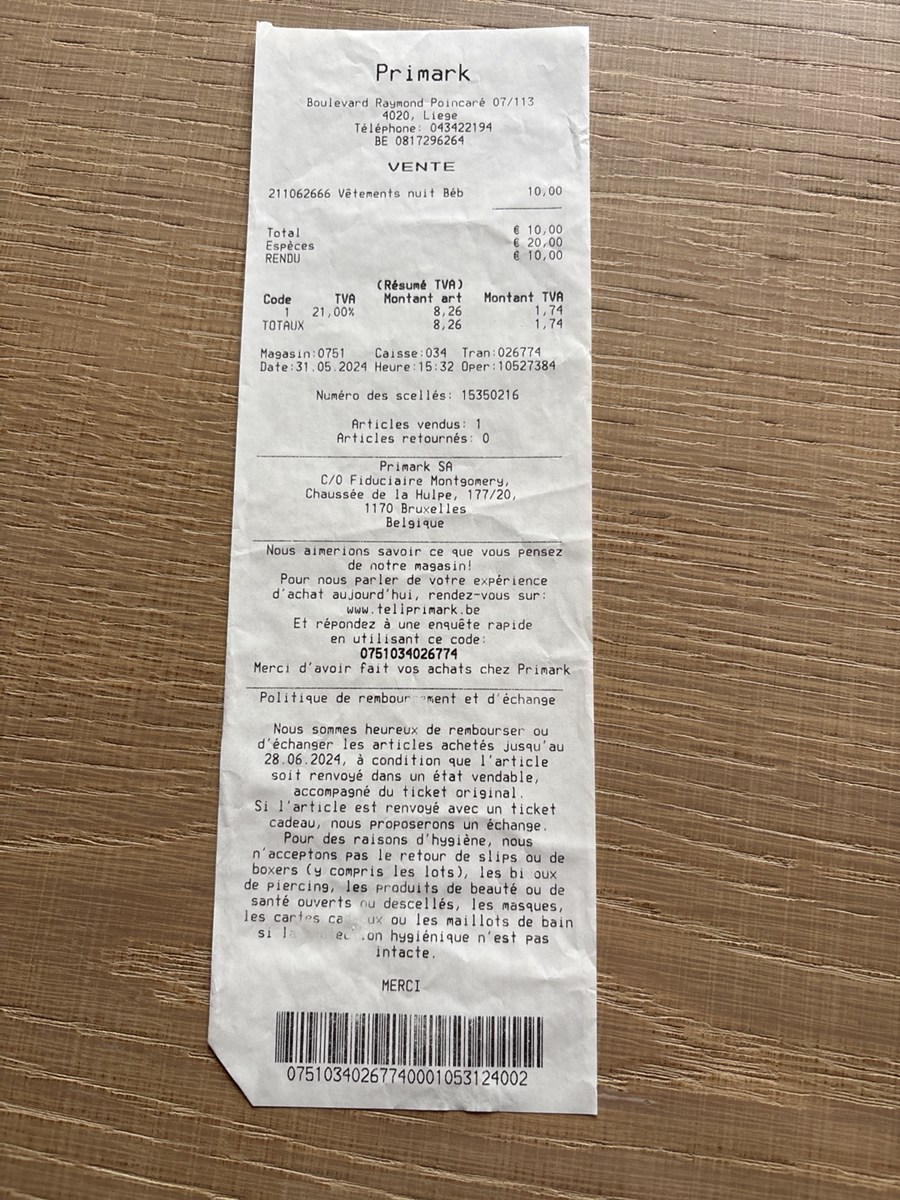 Primark
Boulevard Raymond Poincaré 07/113
4020, Liege
Téléphone: 043422194
BE 0817296264
VENTE
211062666 Vêtements nuit Béb 10,00
Total € 10,00
Espèces € 20,00
RENDU € 10,00
(Résumé TVA)
Code TVA Montant art Montant TVA
1 21,00% 8,26 1,74
TOTAUX 8,26 1,74
Magasin:0751 Caisse:034 Tran:026774
Date:31.05.2024 Heure:15:32 Oper:10527384
Numéro des scellés: 15350216
Articles vendus: 1
Articles retournés: 0
Primark SA
C/O Fiduciaire Montgomery,
Chaussée de la Hulpe, 177/20,
1170 Bruxelles
Belgique
Nous aimerions savoir ce que vous pensez
de notre magasin!
Pour nous parler de votre expérience
d'achat aujourd'hui, rendez-vous sur:
www.tellprimark.be
Et répondez à une enquête rapide
en utilisant ce code:
0751034026774
Merci d'avoir fait vos achats chez Primark
Politique de remboursement et d'échange
Nous sommes heureux de rembourser ou
d'échanger les articles achetés jusqu'au
28.06.2024, à condition que l'article
soit renvoyé dans un état vendable,
accompagné du ticket original.
Si l'article est renvoyé avec un ticket
cadeau, nous proposerons un échange.
Pour des raisons d'hygiène, nous
n'acceptons pas le retour de slips ou de
boxers (y compris les lots), les bijoux
de piercing, les produits de beauté ou de
santé ouverts ou descellés, les masques,
les cartes cadeaux ou les maillots de bain
si la hygiénique n'est pas
intacte.
MERCI
07510340267740001053124002